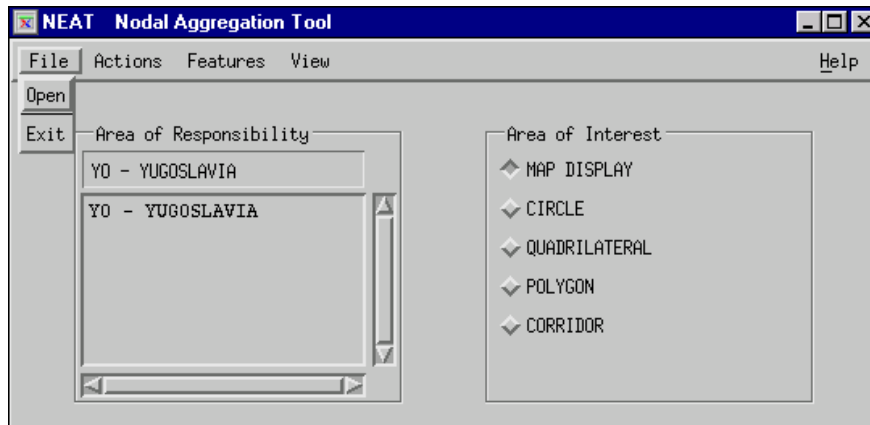 NEAT Nodal Aggregation Tool
File Actions Features View Help
Open
Exit
Area of Responsibility
YO - YUGOSLAVIA
YO - YUGOSLAVIA
Area of Interest
MAP DISPLAY
CIRCLE
QUADRILATERAL
POLYGON
CORRIDOR